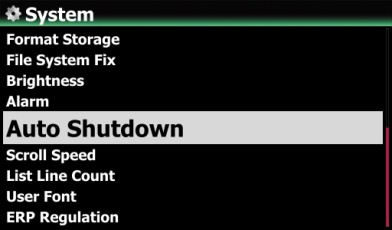 System
Format Storage
File System Fix
Brightness
Alarm
Auto Shutdown
Scroll Speed
List Line Count
User Font
ERP Regulation